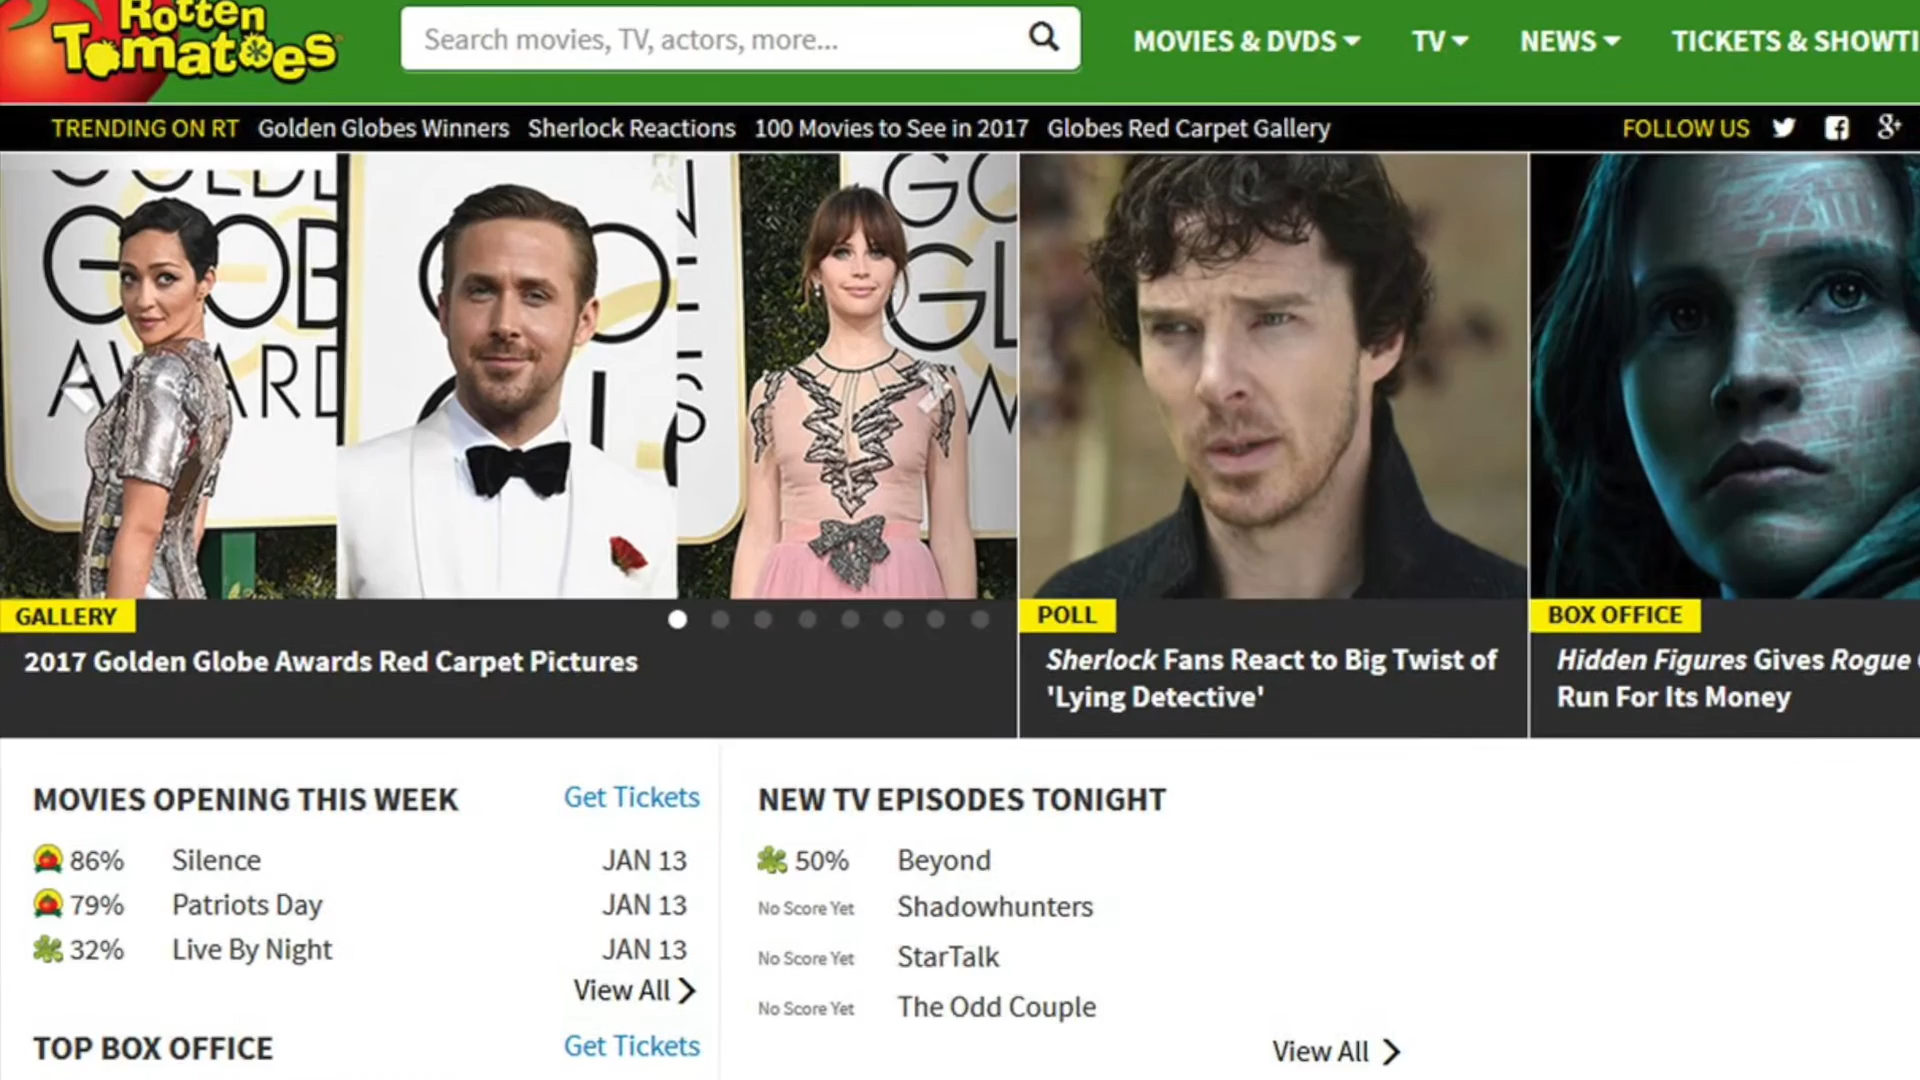 Rotten
Tomatoes
Search movies, TV, actors, more...
MOVIES & DVDS
TV
NEWS
TICKETS & SHOWTI
TRENDING ON RT
Golden Globes Winners
Sherlock Reactions
100 Movies to See in 2017
Globes Red Carpet Gallery
FOLLOW US
GALLERY
2017 Golden Globe Awards Red Carpet Pictures
POLL
Sherlock Fans React to Big Twist of
'Lying Detective'
BOX OFFICE
Hidden Figures Gives Rogue
Run For Its Money
MOVIES OPENING THIS WEEK
Get Tickets
86% Silence JAN 13
79% Patriots Day JAN 13
32% Live By Night JAN 13
View All
TOP BOX OFFICE
Get Tickets
NEW TV EPISODES TONIGHT
50% Beyond
No Score Yet Shadowhunters
No Score Yet StarTalk
No Score Yet The Odd Couple
View All